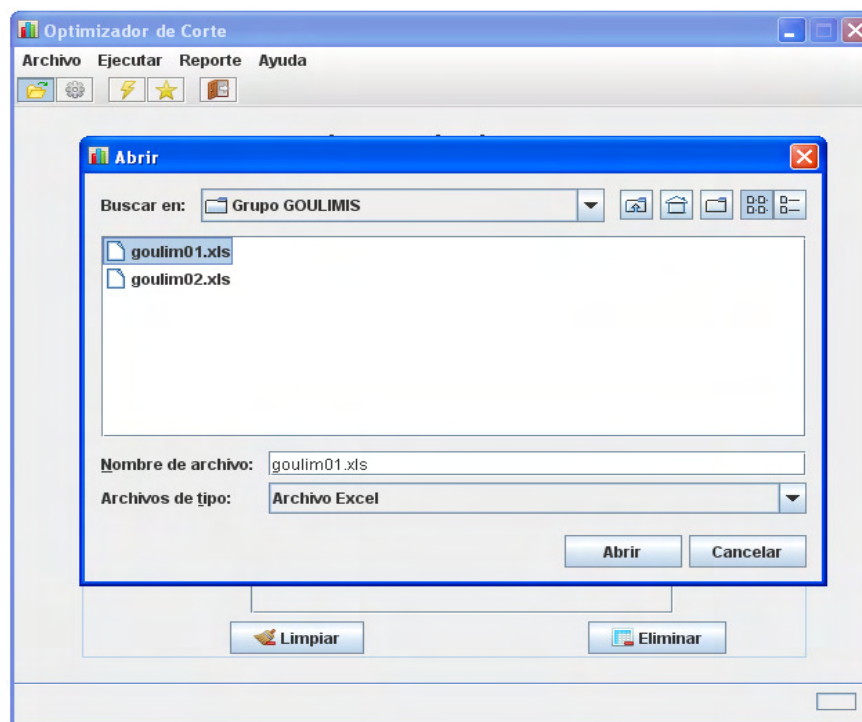 Optimizador de Corte
Archivo Ejecutar Reporte Ayuda
Abrir
Buscar en: Grupo GOULIMIS
goulim01.xls
goulim02.xls
Nombre de archivo: goulim01.xls
Archivos de tipo: Archivo Excel
Abrir Cancelar
Limpiar Eliminar